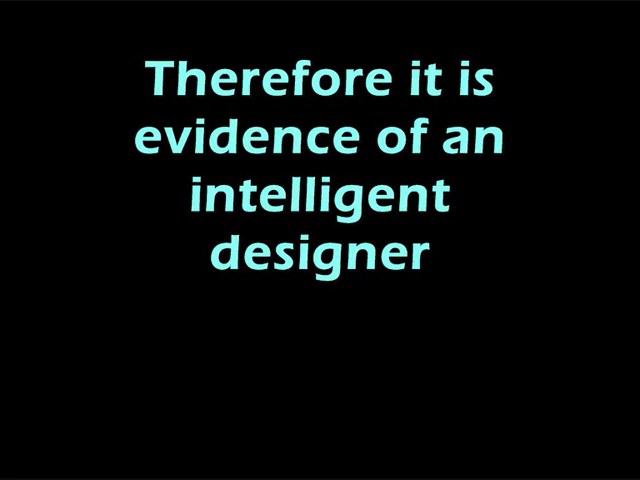 Therefore it is
evidence of an
intelligent
designer